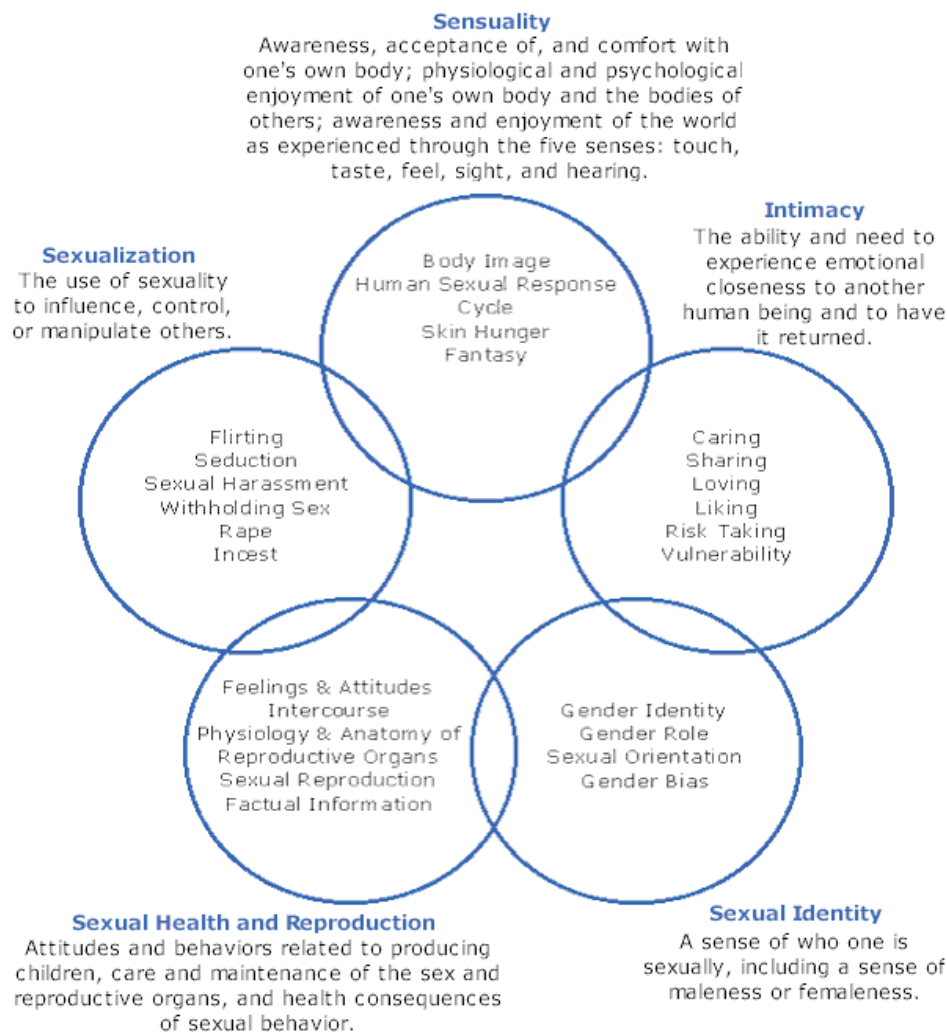 Sensuality
Awareness, acceptance of, and comfort with
one's own body; physiological and psychological
enjoyment of one's own body and the bodies of
others; awareness and enjoyment of the world
as experienced through the five senses: touch,
taste, feel, sight, and hearing.
Intimacy
The ability and need to
experience emotional
closeness to another
human being and to have
it returned.
Sexualization
The use of sexuality
to influence, control,
or manipulate others.
Body Image
Human Sexual Response
Cycle
Skin Hunger
Fantasy
Flirting
Seduction
Sexual Harassment
Withholding Sex
Rape
Incest
Caring
Sharing
Loving
Liking
Risk Taking
Vulnerability
Feelings & Attitudes
Intercourse
Physiology & Anatomy of
Reproductive Organs
Sexual Reproduction
Factual Information
Gender Identity
Gender Role
Sexual Orientation
Gender Bias
Sexual Health and Reproduction
Attitudes and behaviors related to producing
children, care and maintenance of the sex and
reproductive organs, and health consequences
of sexual behavior.
Sexual Identity
A sense of who one is
sexually, including a sense of
maleness or femaleness.